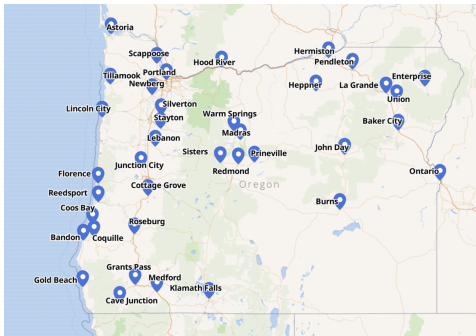 Astoria
Scappoose
Hood River
Hermiston
Pendleton
Portland
Tillamook
Newberg
Heppner
La Grande
Enterprise
Union
Lincoln City
Silverton
Stayton
Warm Springs
Madras
Baker City
Lenbanon
Sisters
Prineville
John Day
Junction City
Redmond
Florence
Ontario
Cottage Grove
Oregon
Reedsport
Burns
Coos Bay
Roseburg
Bandon
Coquille
Grants Pass
Gold Beach
Medford
Klamath Falls
Cave Junction